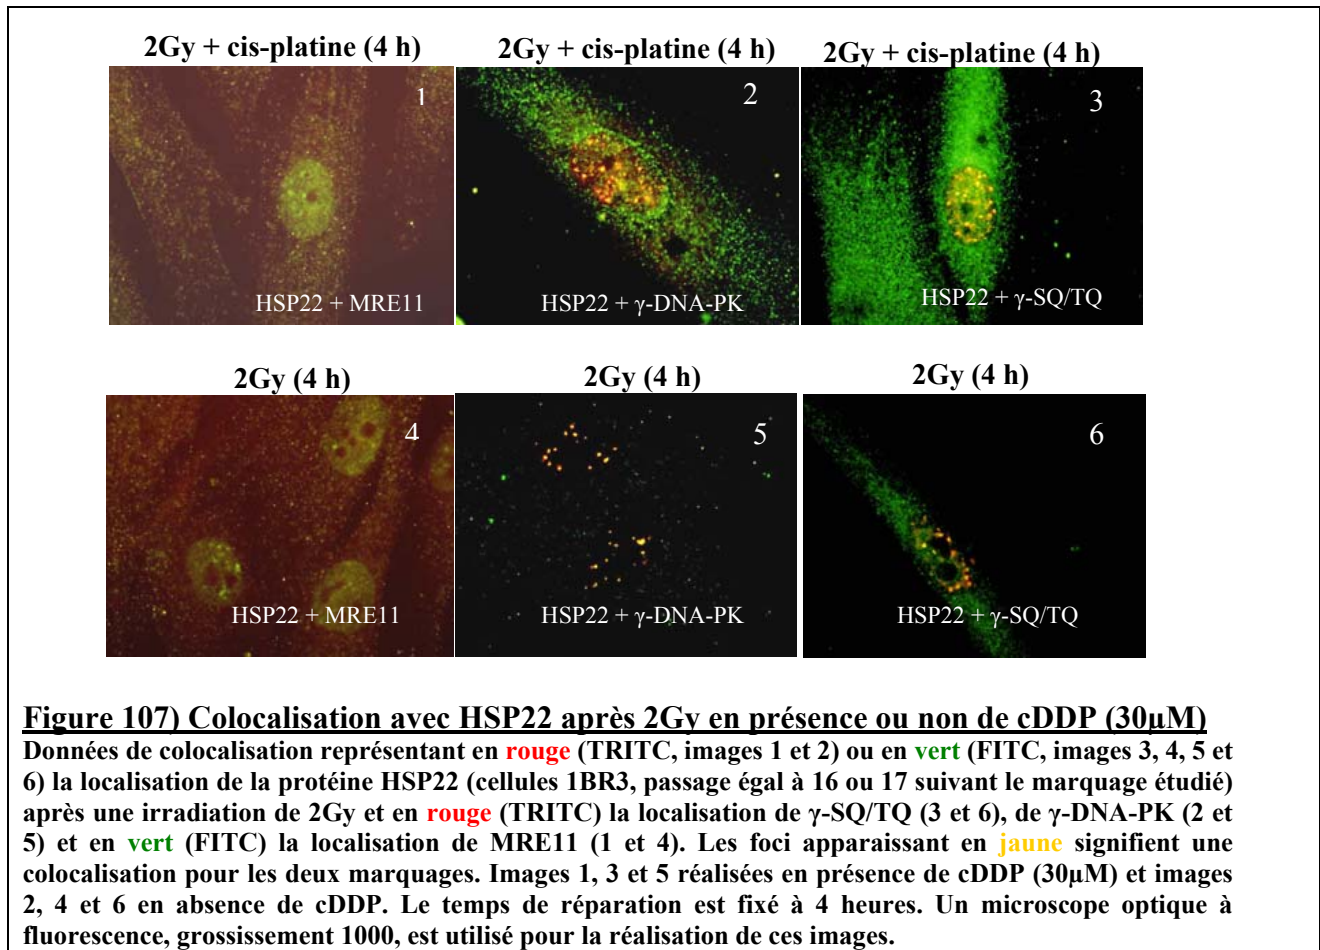 2Gy + cis-platine (4 h)
2Gy + cis-platine (4 h)
2Gy + cis-platine (4 h)
1
2
3
HSP22 + MRE11
HSP22 + γ-DNA-PK
HSP22 + γ-SQ/TQ
2Gy (4 h)
2Gy (4 h)
2Gy (4 h)
4
5
6
HSP22 + MRE11
HSP22 + γ-DNA-PK
HSP22 + γ-SQ/TQ
Figure 107) Colocalisation avec HSP22 après 2Gy en présence ou non de cDDP (30µM)
Données de colocalisation représentant en rouge (TRITC, images 1 et 2) ou en vert (FITC, images 3, 4, 5 et
6) la localisation de la protéine HSP22 (cellules 1BR3, passage égal à 16 ou 17 suivant le marquage étudié)
après une irradiation de 2Gy et en rouge (TRITC) la localisation de γ-SQ/TQ (3 et 6), de γ-DNA-PK (2 et
5) et en vert (FITC) la localisation de MRE11 (1 et 4). Les foci apparaissant en jaune signifient une
colocalisation pour les deux marquages. Images 1, 3 et 5 réalisées en présence de cDDP (30µM) et images
2, 4 et 6 en absence de cDDP. Le temps de réparation est fixé à 4 heures. Un microscope optique à
fluorescence, grossissement 1000, est utilisé pour la réalisation de ces images.